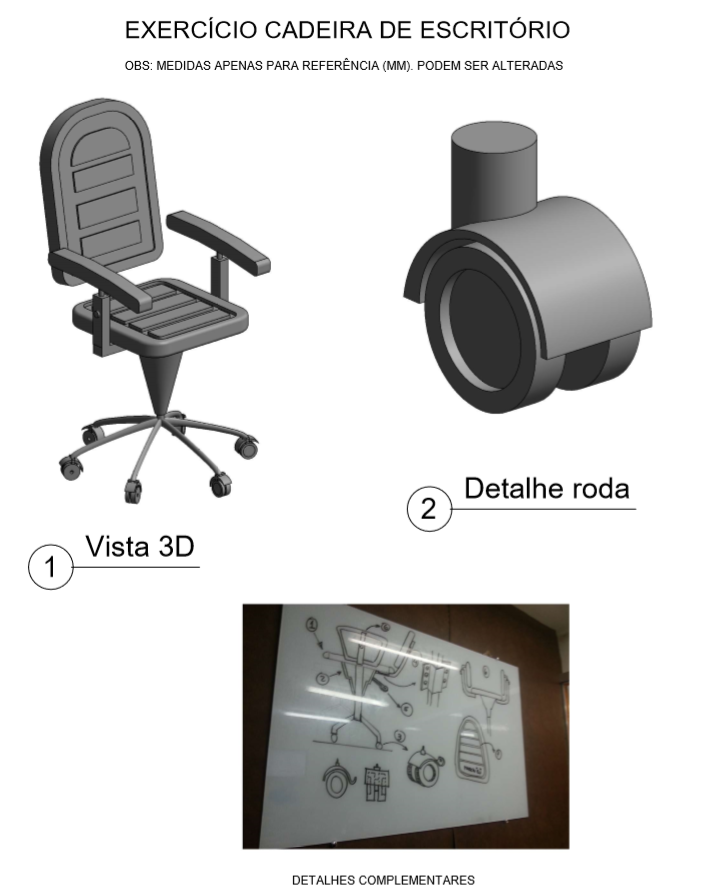 EXERCÍCIO CADEIRA DE ESCRITÓRIO
OBS: MEDIDAS APENAS PARA REFERÊNCIA (MM). PODEM SER ALTERADAS
2
Detalhe roda
1
Vista 3D
DETALHES COMPLEMENTARES